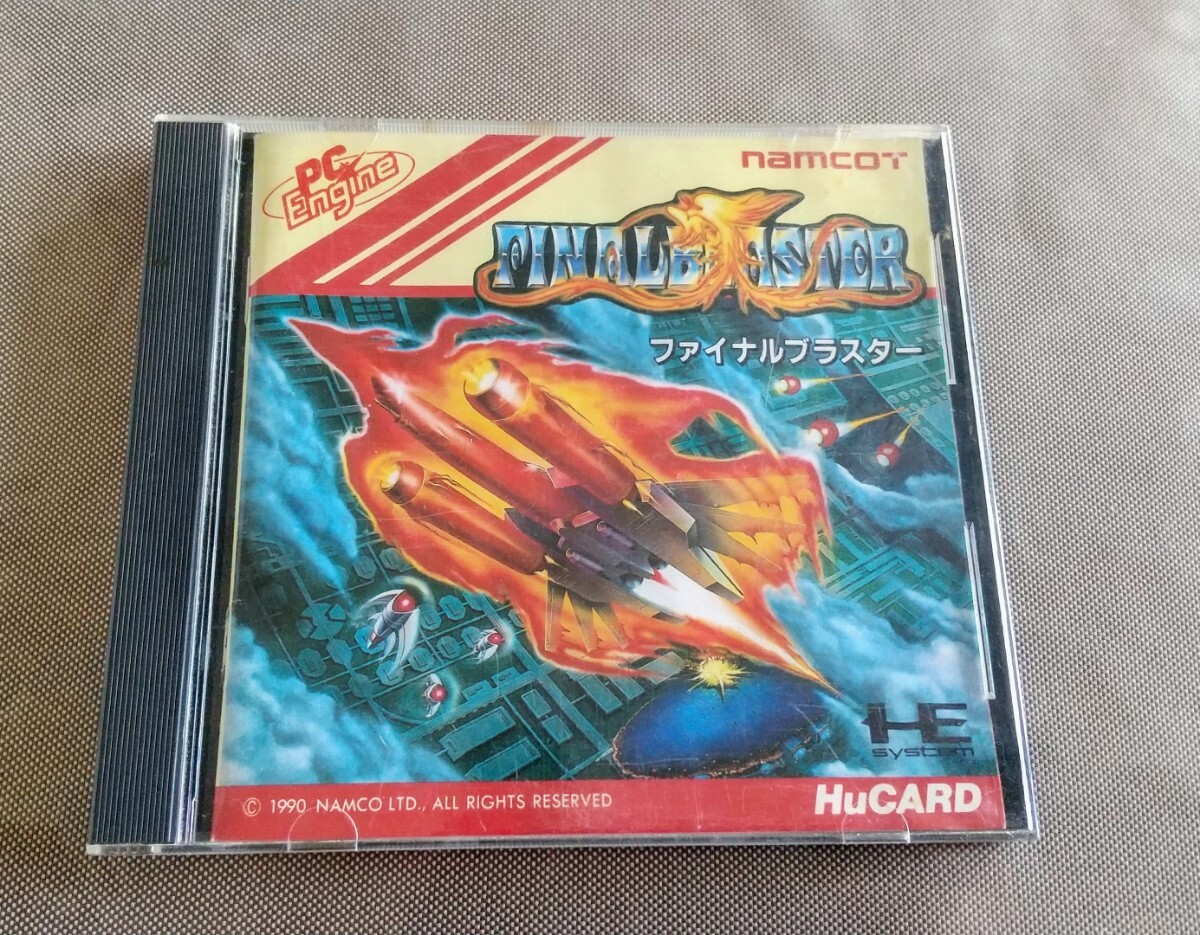 PC Engine
namcoT
FINAL BLASTER
ファイナルブラスター
HE system
© 1990 NAMCO LTD., ALL RIGHTS RESERVED
HuCARD